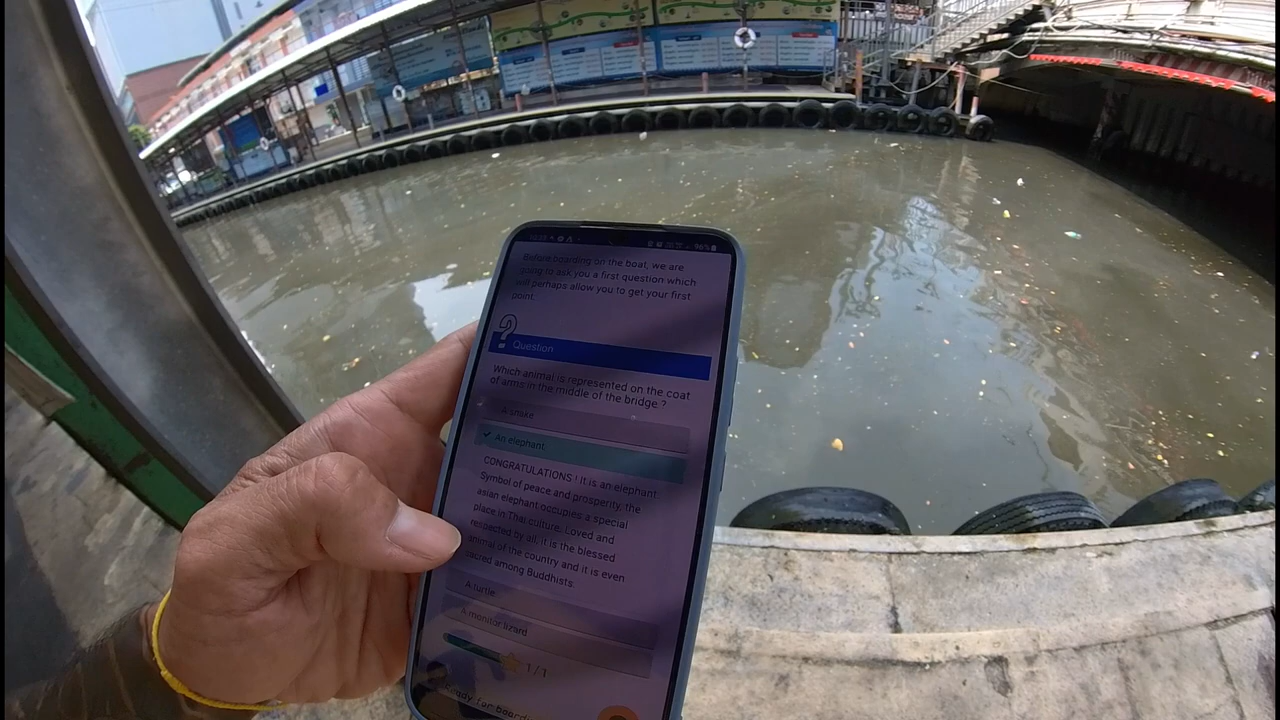 96%
Before boarding on the boat, we are
going to ask you a first question which
will perhaps allow you to get your first
point.
?
Question
Which animal is represented on the coat
of arms in the middle of the bridge ?
A snake
✓ An elephant
CONGRATULATIONS ! It is an elephant.
Symbol of peace and prosperity, the
asian elephant occupies a special
place in Thai culture. Loved and
respected by all, it is the blessed
animal of the country and it is even
sacred among Buddhists.
A turtle
A monitor lizard
1 / 1
Ready for boardi